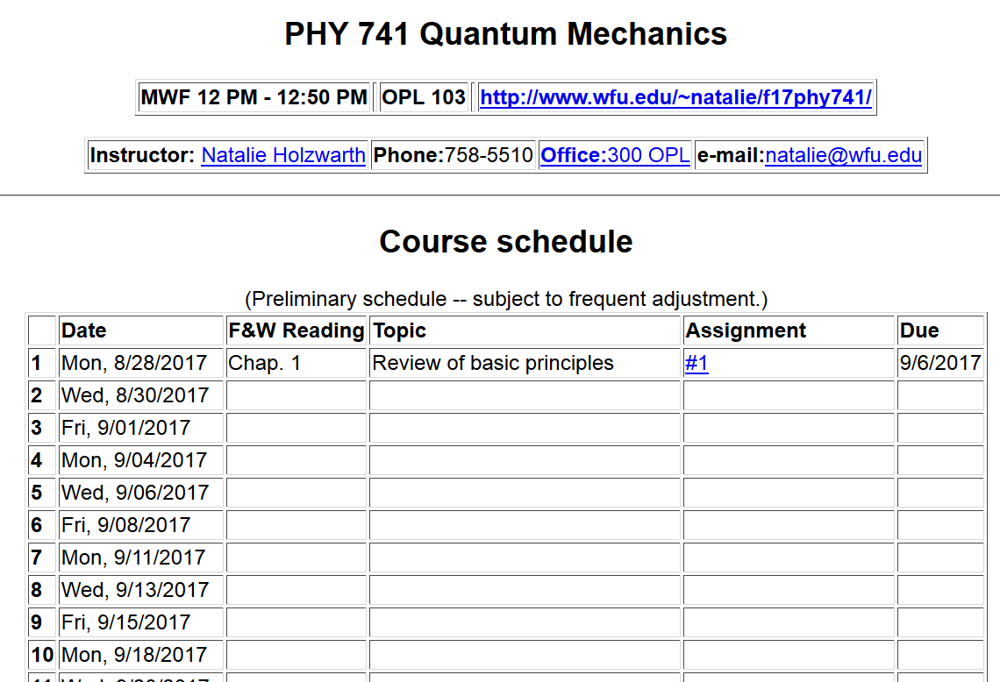 PHY 741 Quantum Mechanics
MWF 12 PM - 12:50 PM OPL 103 http://www.wfu.edu/~natalie/f17phy741/
Instructor: Natalie Holzwarth Phone:758-5510 Office:300 OPL e-mail:natalie@wfu.edu
Course schedule
(Preliminary schedule -- subject to frequent adjustment.)
Date F&W Reading Topic Assignment Due
1 Mon, 8/28/2017 Chap. 1 Review of basic principles #1 9/6/2017
2 Wed, 8/30/2017
3 Fri, 9/01/2017
4 Mon, 9/04/2017
5 Wed, 9/06/2017
6 Fri, 9/08/2017
7 Mon, 9/11/2017
8 Wed, 9/13/2017
9 Fri, 9/15/2017
10 Mon, 9/18/2017